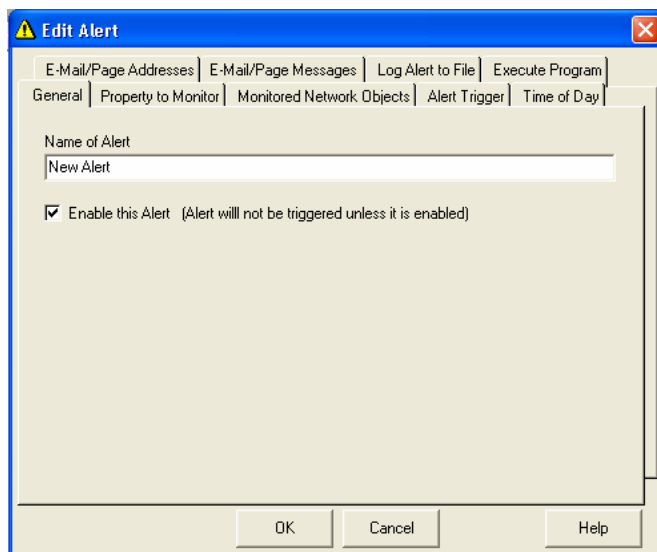 Edit Alert
E-Mail/Page Addresses E-Mail/Page Messages Log Alert to File Execute Program
General Property to Monitor Monitored Network Objects Alert Trigger Time of Day
Name of Alert
New Alert
Enable this Alert (Alert willl not be triggered unless it is enabled)
OK Cancel Help